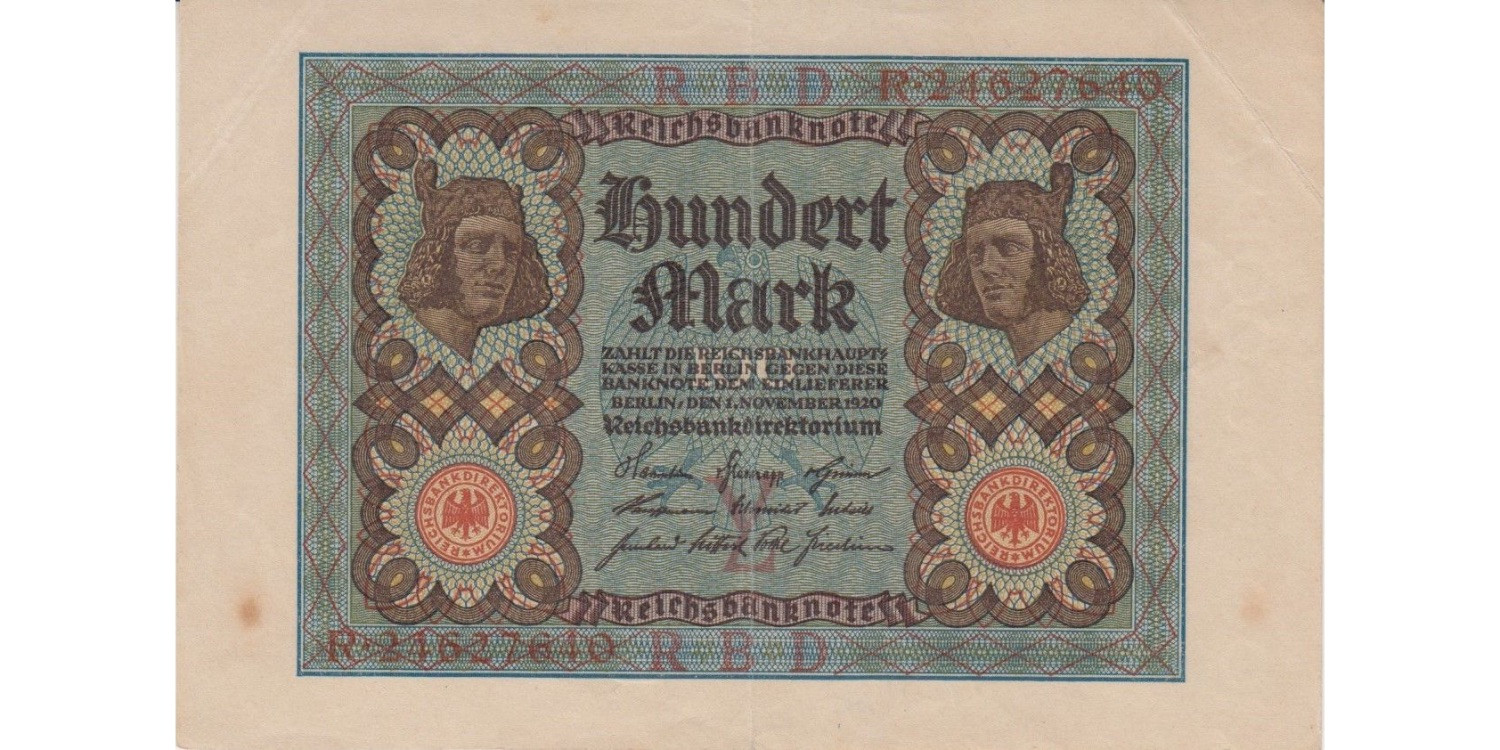 R B D R·24627640
Reichsbanknote
Hundert
Mark
100
ZAHLT DIE REICHSBANKHAUPT⸗
KASSE IN BERLIN GEGEN DIESE
BANKNOTE DEM EINLIEFERER
BERLIN, DEN 1. NOVEMBER 1920
Reichsbankdirektorium
REICHSBANKDIREKTORIUM
REICHSBANKDIREKTORIUM
Reichsbanknote
R·24627640 R B D